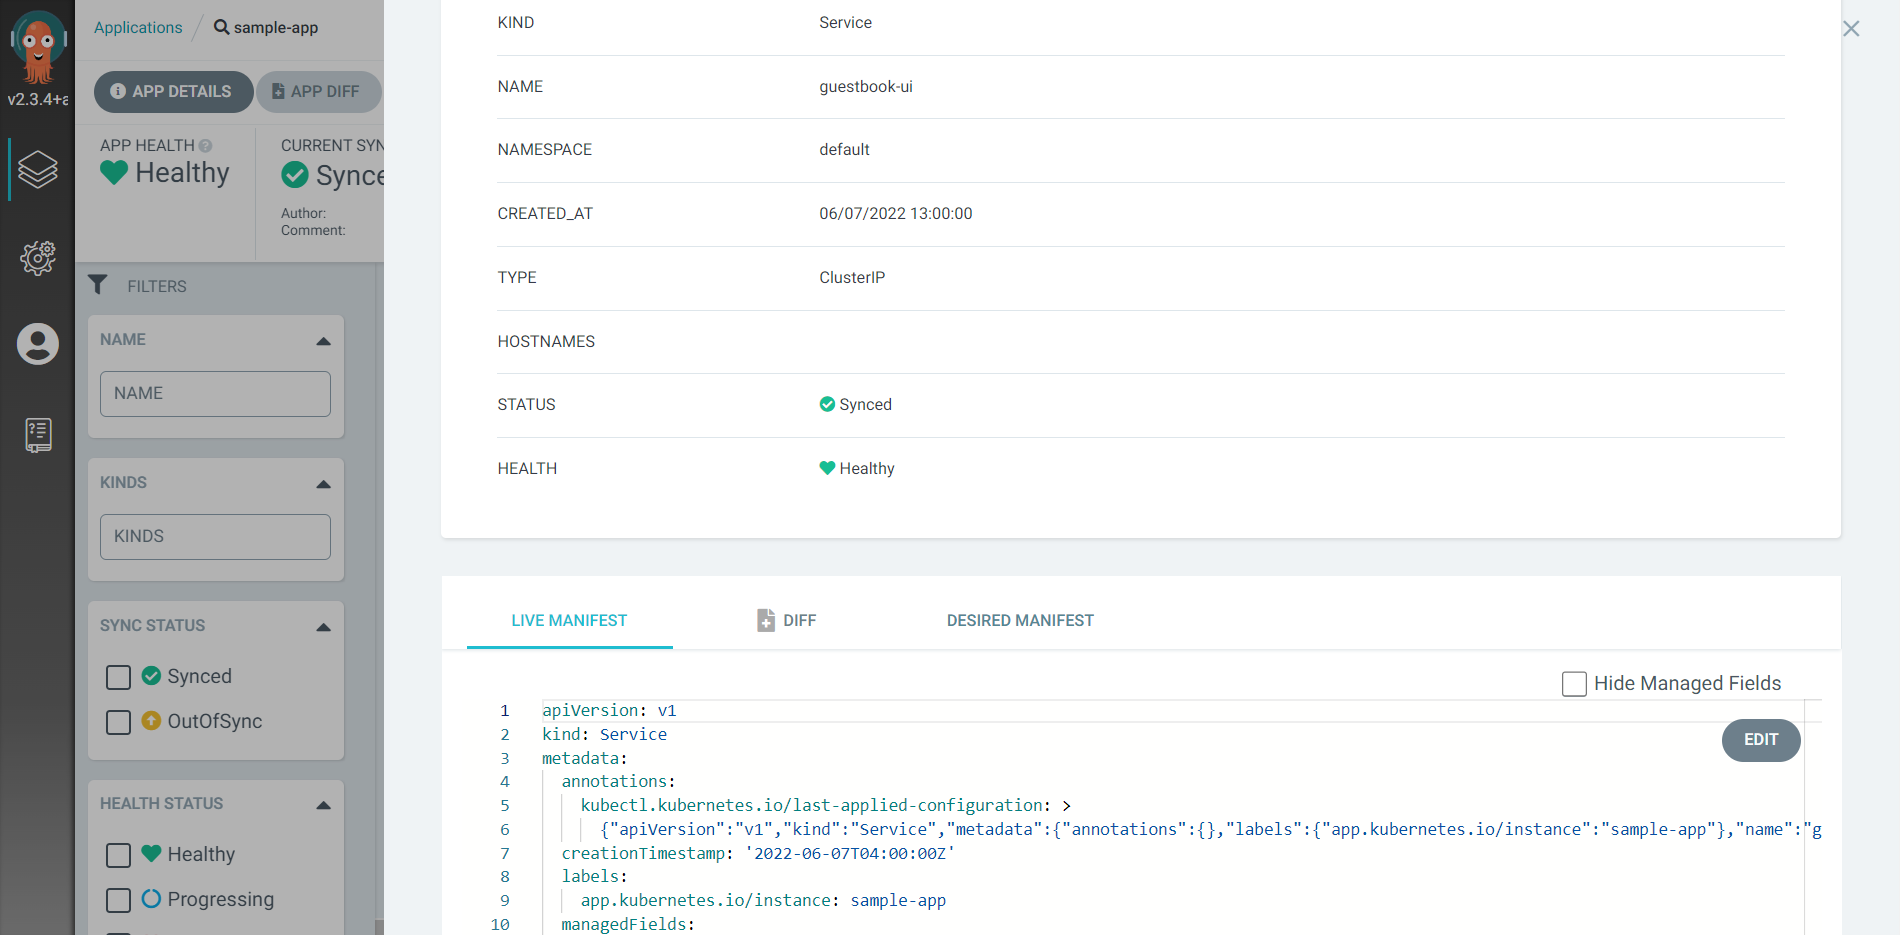 v2.3.4+a
Applications
sample-app
APP DETAILS
APP DIFF
APP HEALTH
Healthy
CURRENT SYN
Synce
Author:
Comment:
FILTERS
NAME
NAME
KINDS
KINDS
SYNC STATUS
Synced
OutOfSync
HEALTH STATUS
Healthy
Progressing
KIND Service
NAME guestbook-ui
NAMESPACE default
CREATED_AT 06/07/2022 13:00:00
TYPE ClusterIP
HOSTNAMES
STATUS Synced
HEALTH Healthy
LIVE MANIFEST DIFF DESIRED MANIFEST
Hide Managed Fields
EDIT
1 apiVersion: v1
2 kind: Service
3 metadata:
4 annotations:
5 kubectl.kubernetes.io/last-applied-configuration: >
6 {"apiVersion":"v1","kind":"Service","metadata":{"annotations":{},"labels":{"app.kubernetes.io/instance":"sample-app"},"name":"g
7 creationTimestamp: '2022-06-07T04:00:00Z'
8 labels:
9 app.kubernetes.io/instance: sample-app
10 managedFields: